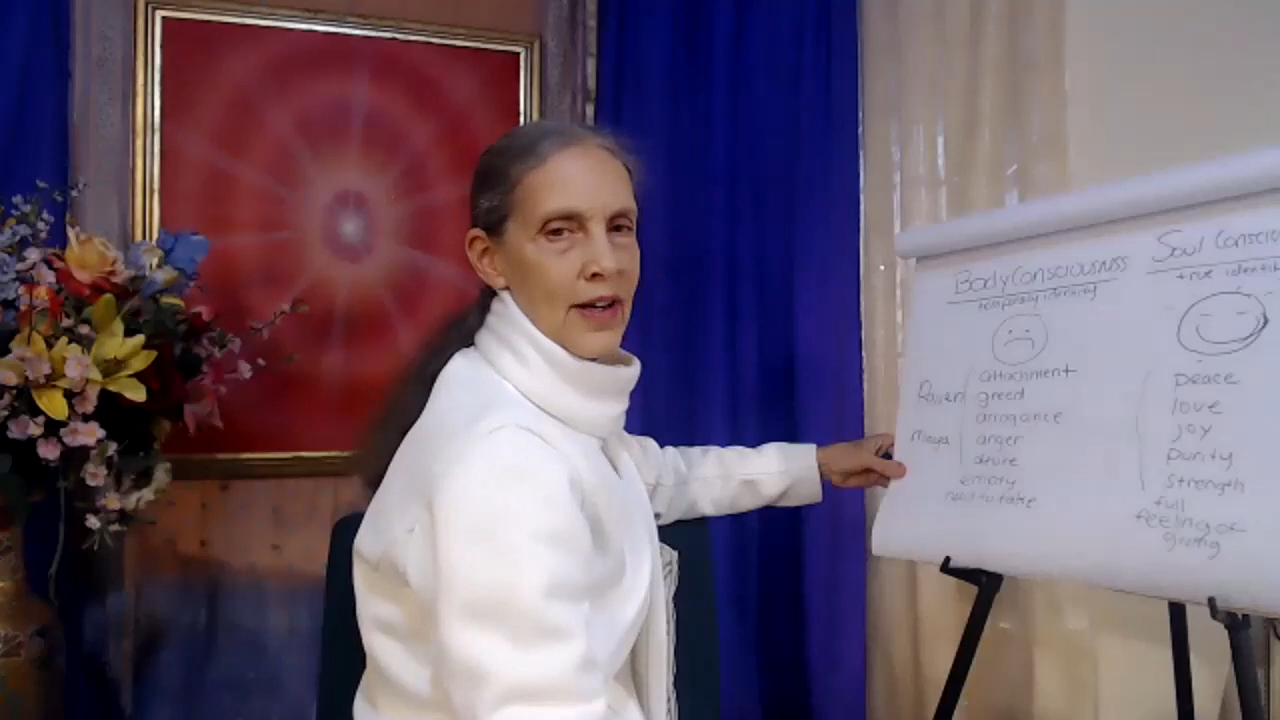 Body Consciousness
temporary identity
attachment
greed
arrogance
anger
desire
empty
need to take
Raven
Maya
Soul Conscio
true identit
peace
love
joy
purity
strength
full
feeling of
giving